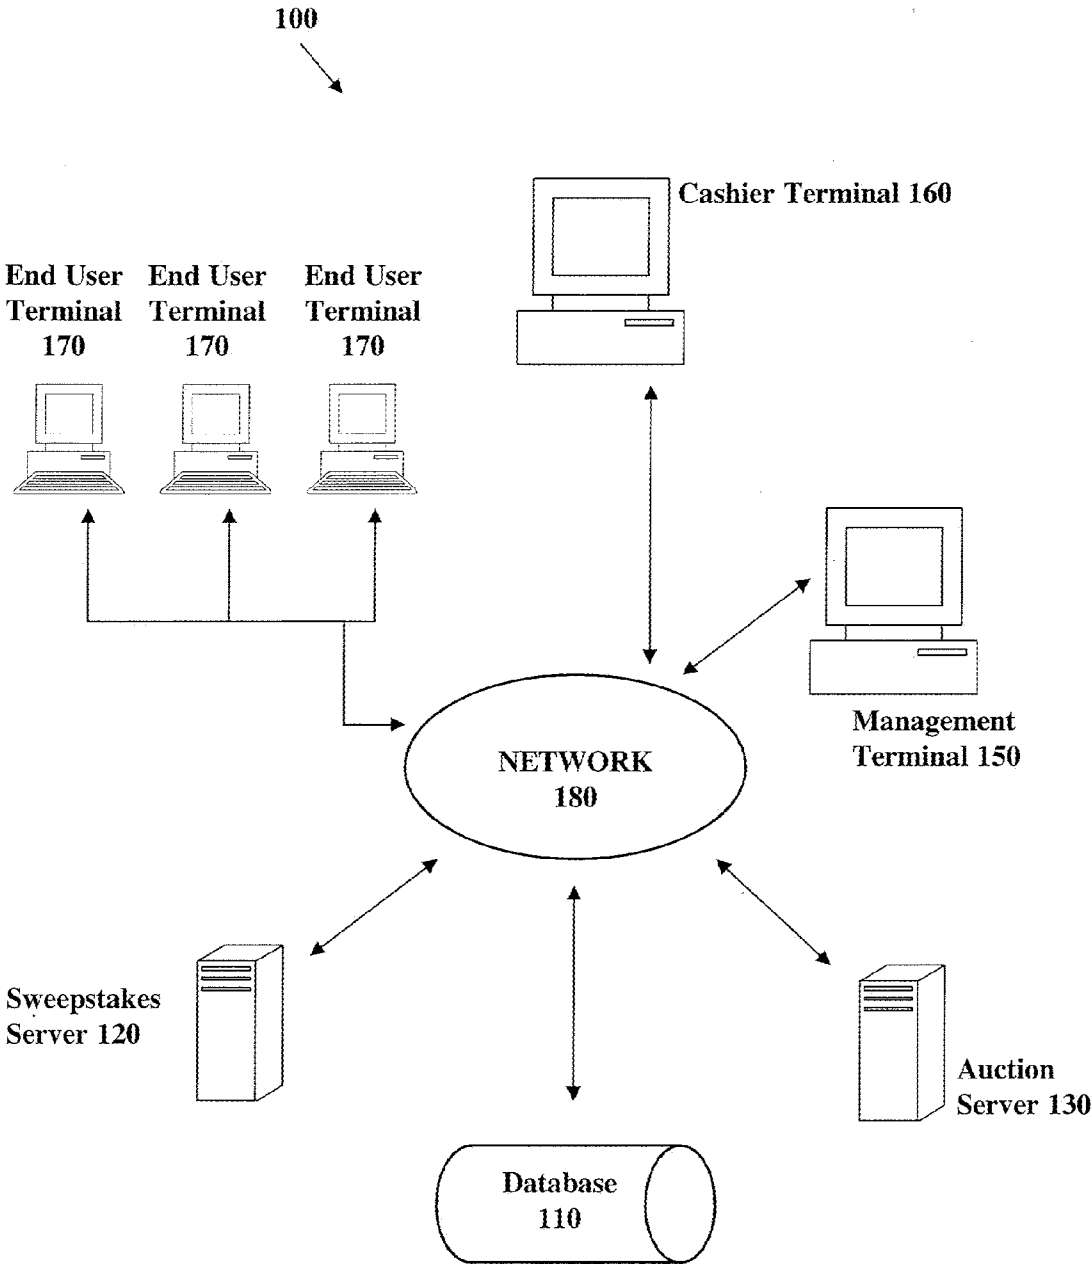 100
Cashier Terminal 160
End User
Terminal
170
End User
Terminal
170
End User
Terminal
170
Management
Terminal 150
NETWORK
180
Sweepstakes
Server 120
Auction
Server 130
Database
110